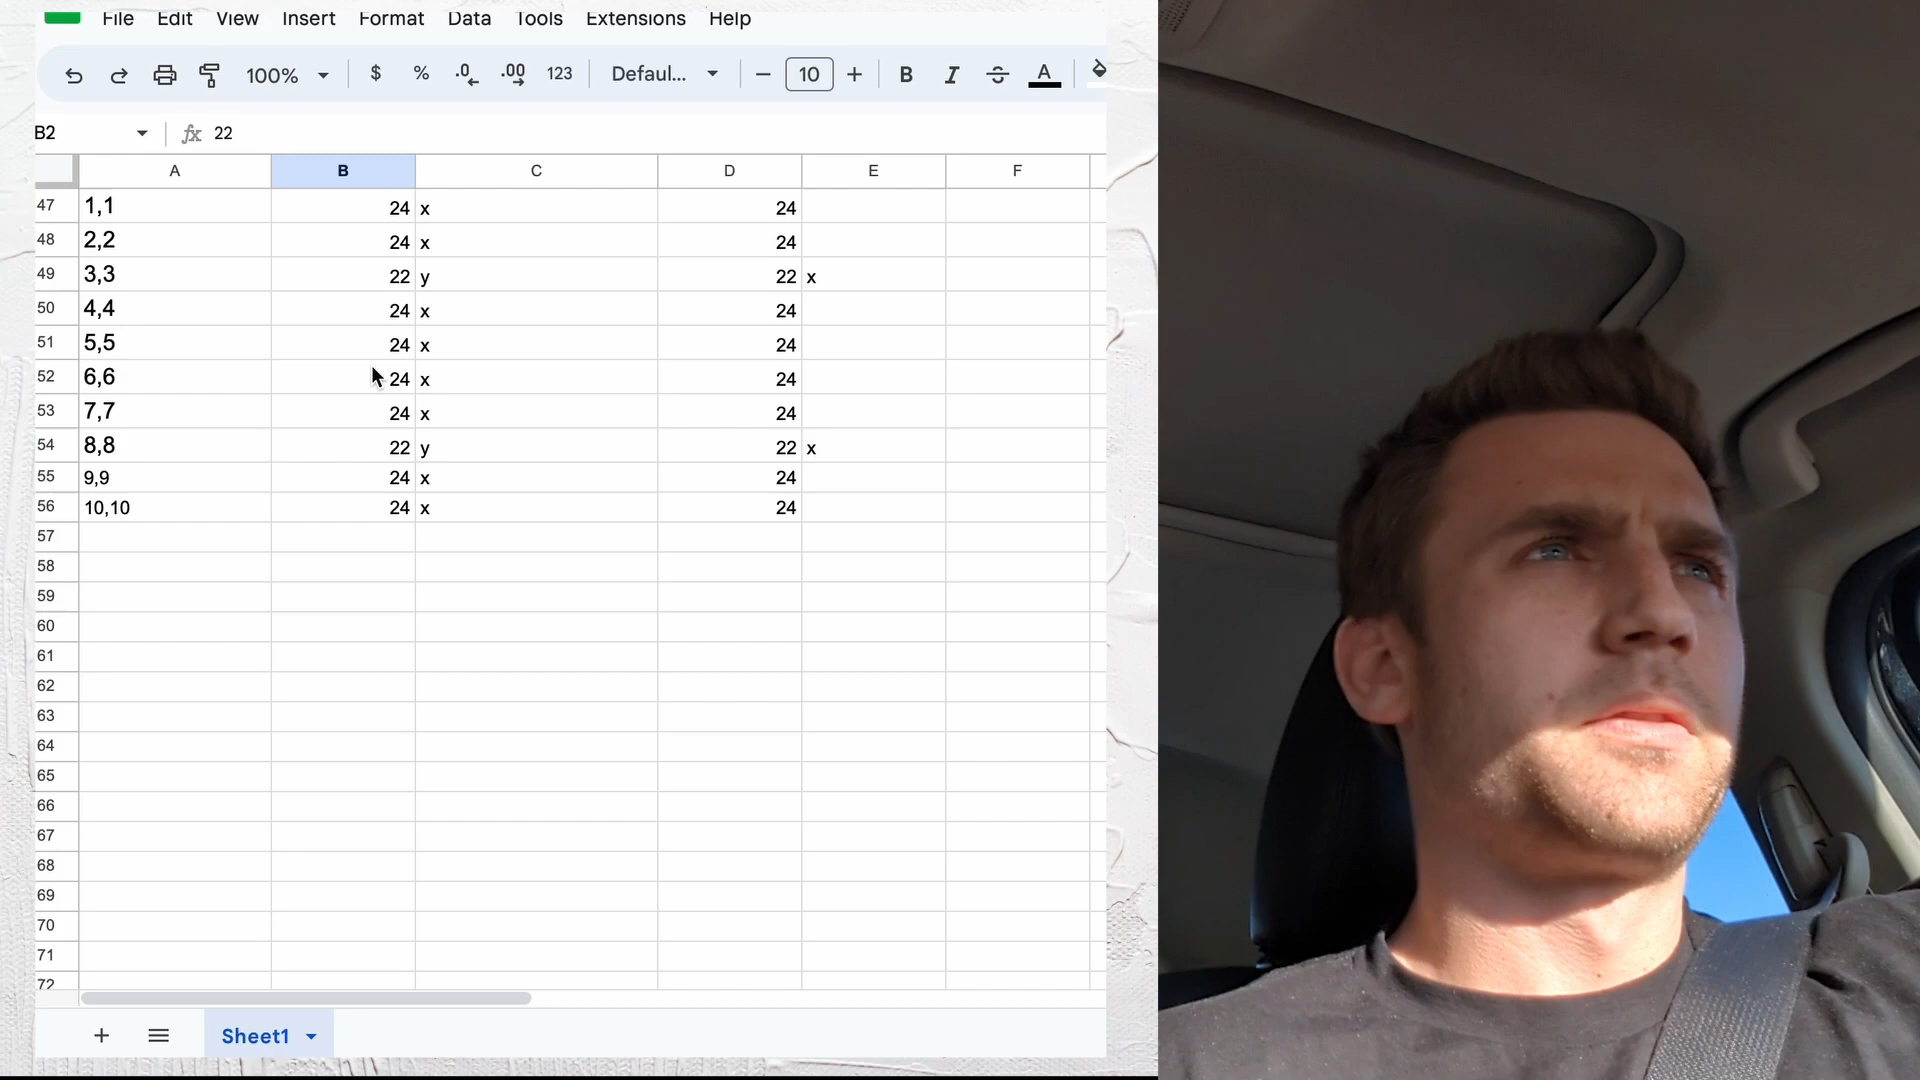 File Edit View Insert Format Data Tools Extensions Help
100% $ % .0 .00 123 Defaul... 10 B I S A
B2 fx 22
A B C D E F
47 1,1 24 x 24
48 2,2 24 x 24
49 3,3 22 y 22 x
50 4,4 24 x 24
51 5,5 24 x 24
52 6,6 24 x 24
53 7,7 24 x 24
54 8,8 22 y 22 x
55 9,9 24 x 24
56 10,10 24 x 24
57
58
59
60
61
62
63
64
65
66
67
68
69
70
71
72
Sheet1